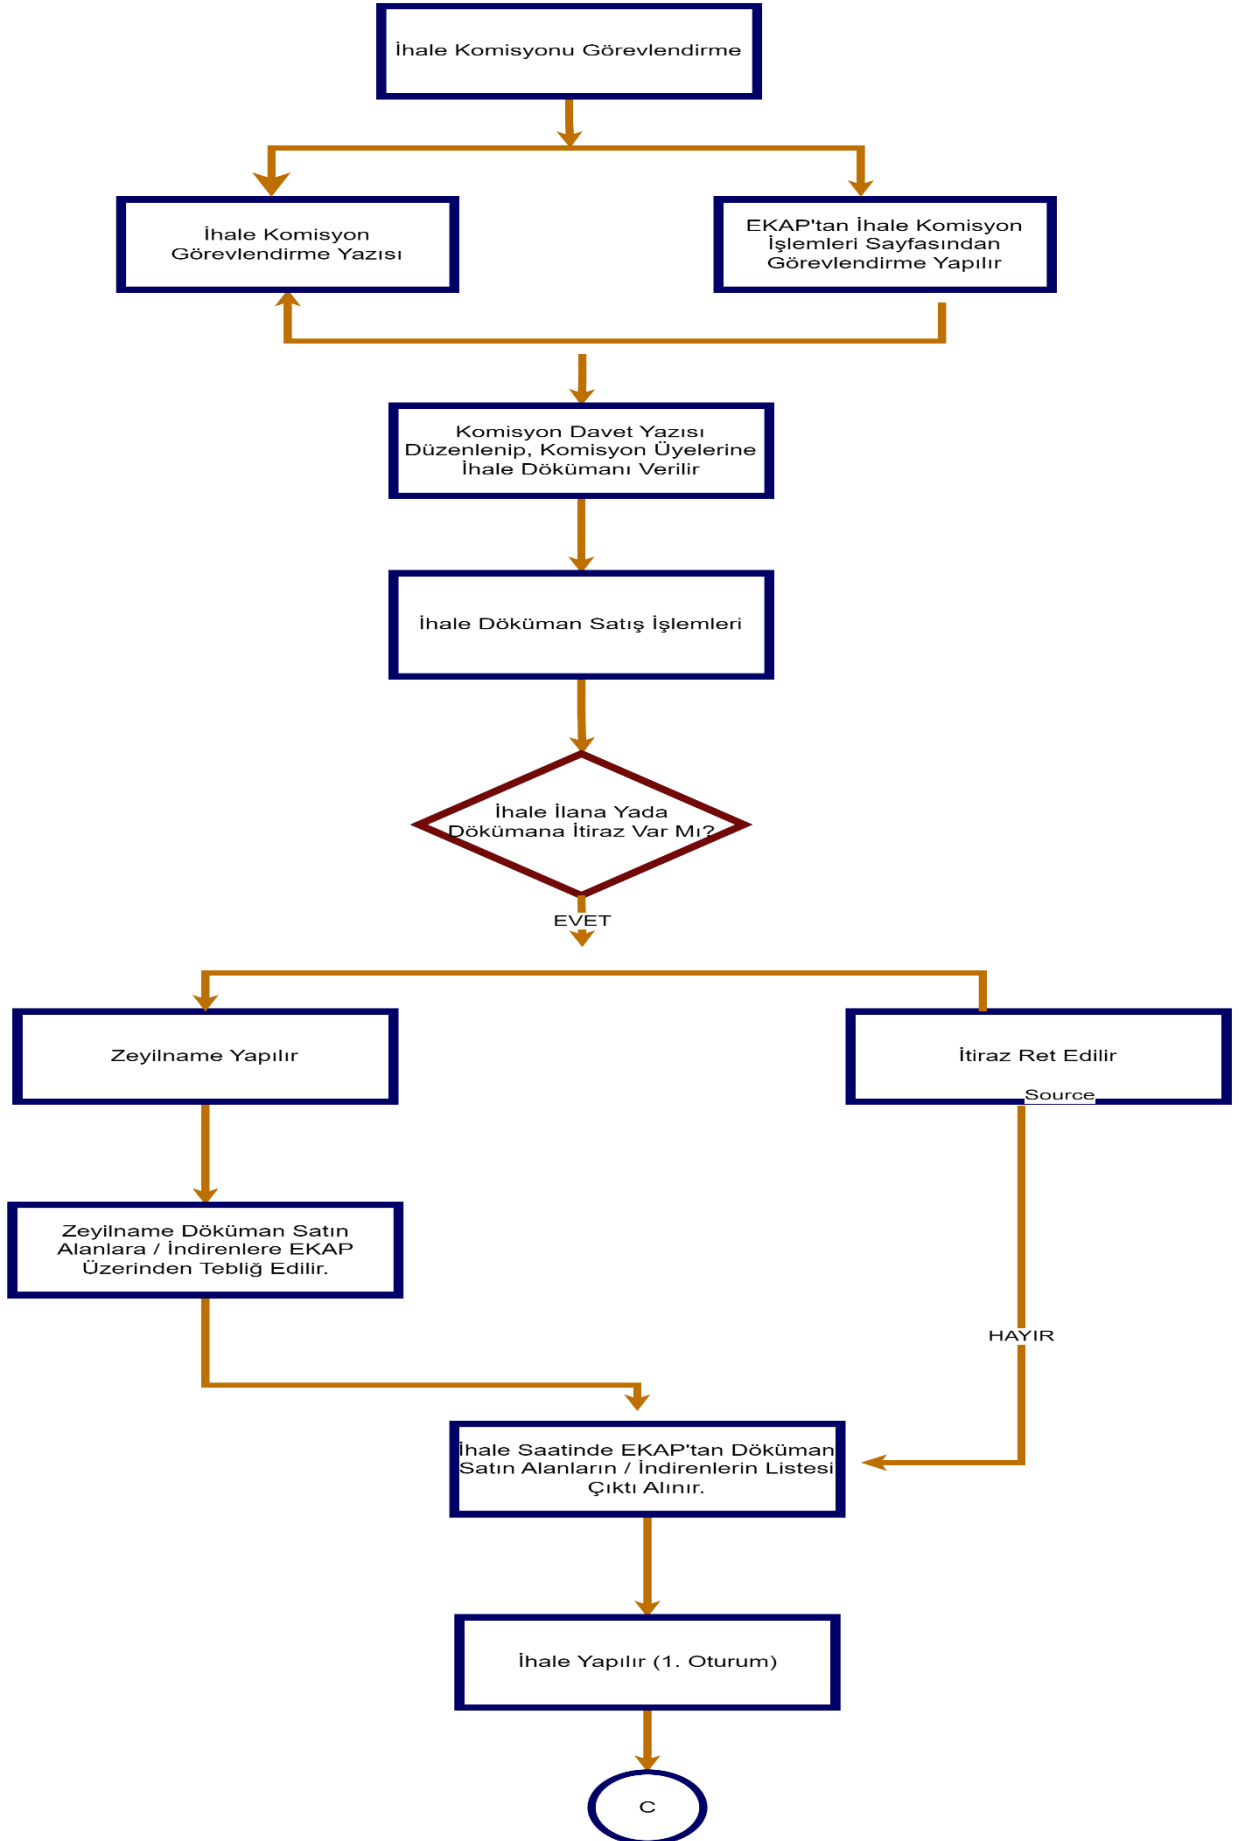 İhale Komisyonu Görevlendirme
İhale Komisyon
Görevlendirme Yazısı
EKAP'tan İhale Komisyon
İşlemleri Sayfasından
Görevlendirme Yapılır
Komisyon Davet Yazısı
Düzenlenip, Komisyon Üyelerine
İhale Dökümanı Verilir
İhale Döküman Satış İşlemleri
İhale İlana Yada
Dökümana İtiraz Var Mı?
EVET
Zeyilname Yapılır
İtiraz Ret Edilir
Source
Zeyilname Döküman Satın
Alanlara / İndirenlere EKAP
Üzerinden Tebliğ Edilir.
HAYIR
İhale Saatinde EKAP'tan Döküman
Satın Alanların / İndirenlerin Listesi
Çıktı Alınır.
İhale Yapılır (1. Oturum)
C